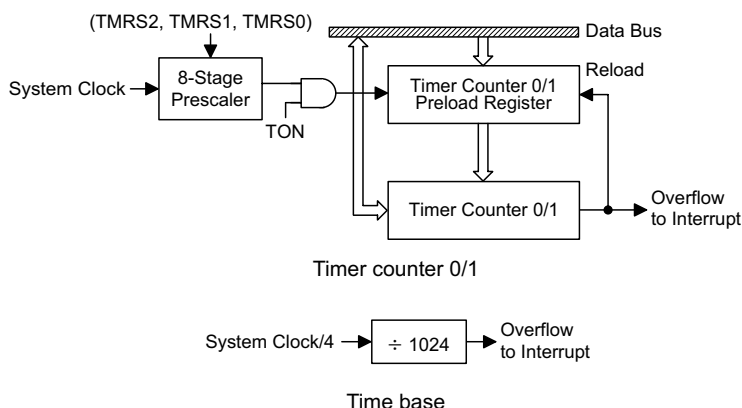 (TMRS2, TMRS1, TMRS0)
Data Bus
System Clock
8-Stage
Prescaler
TON
Timer Counter 0/1
Preload Register
Reload
Timer Counter 0/1
Overflow
to Interrupt
Timer counter 0/1
System Clock/4
÷ 1024
Overflow
to Interrupt
Time base